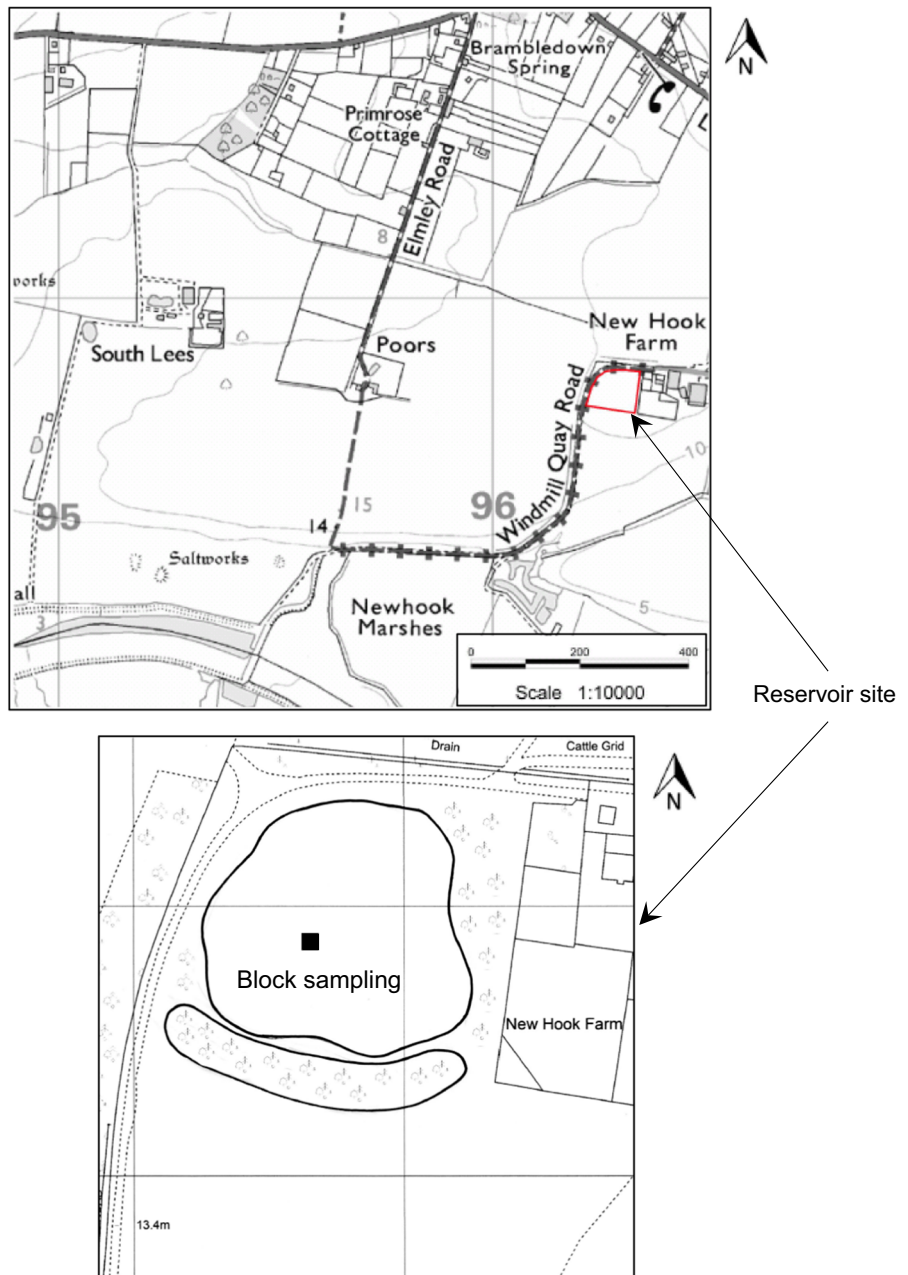 N
Brambledown
Spring
Primrose
Cottage
L
Elmley Road
8
works
New Hook
Farm
South Lees
Poors
Windmill Quay Road
10
95
15
96
14
Saltworks
all
3
Newhook
Marshes
5
0 200 400
Scale 1:10000
Reservoir site
Drain
Cattle Grid
N
Block sampling
New Hook Farm
13.4m